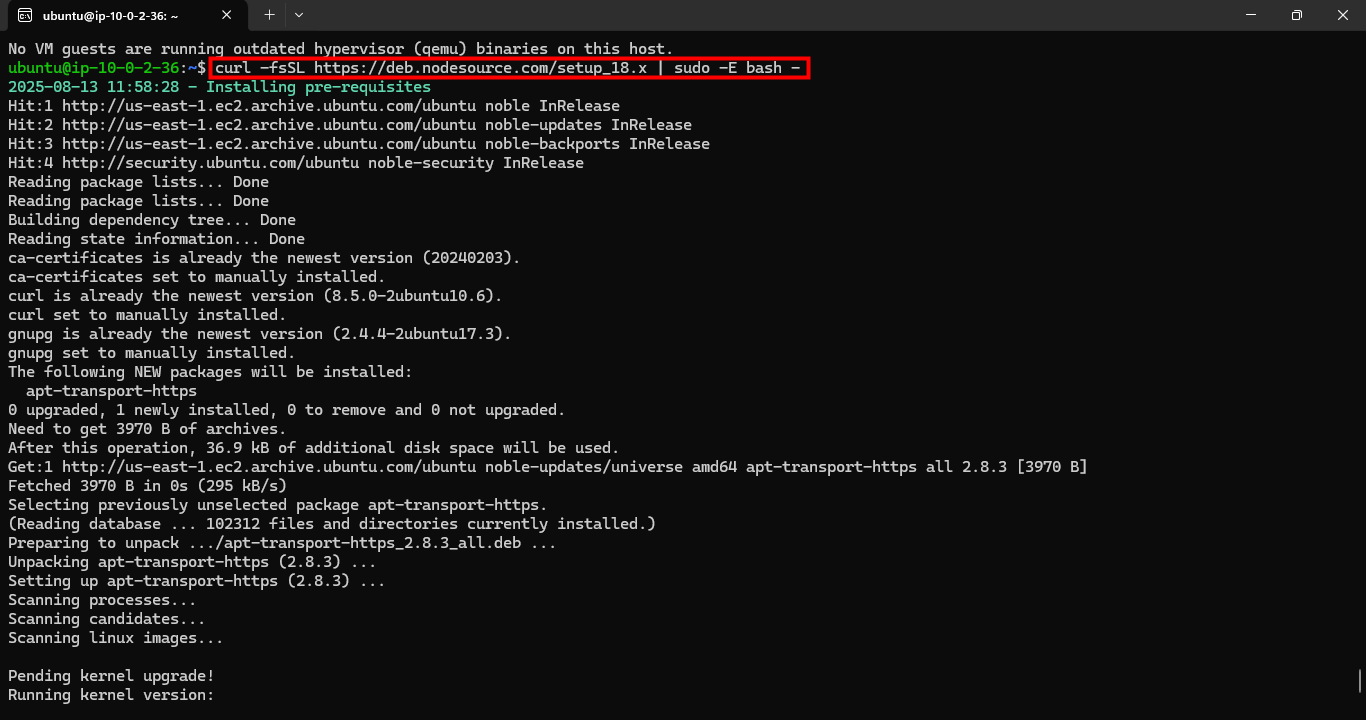 ubuntu@ip-10-0-2-36: ~
No VM guests are running outdated hypervisor (qemu) binaries on this host.
ubuntu@ip-10-0-2-36:~$ curl -fsSL https://deb.nodesource.com/setup_18.x | sudo -E bash -
2025-08-13 11:58:28 - Installing pre-requisites
Hit:1 http://us-east-1.ec2.archive.ubuntu.com/ubuntu noble InRelease
Hit:2 http://us-east-1.ec2.archive.ubuntu.com/ubuntu noble-updates InRelease
Hit:3 http://us-east-1.ec2.archive.ubuntu.com/ubuntu noble-backports InRelease
Hit:4 http://security.ubuntu.com/ubuntu noble-security InRelease
Reading package lists... Done
Reading package lists... Done
Building dependency tree... Done
Reading state information... Done
ca-certificates is already the newest version (20240203).
ca-certificates set to manually installed.
curl is already the newest version (8.5.0-2ubuntu10.6).
curl set to manually installed.
gnupg is already the newest version (2.4.4-2ubuntu17.3).
gnupg set to manually installed.
The following NEW packages will be installed:
  apt-transport-https
0 upgraded, 1 newly installed, 0 to remove and 0 not upgraded.
Need to get 3970 B of archives.
After this operation, 36.9 kB of additional disk space will be used.
Get:1 http://us-east-1.ec2.archive.ubuntu.com/ubuntu noble-updates/universe amd64 apt-transport-https all 2.8.3 [3970 B]
Fetched 3970 B in 0s (295 kB/s)
Selecting previously unselected package apt-transport-https.
(Reading database ... 102312 files and directories currently installed.)
Preparing to unpack .../apt-transport-https_2.8.3_all.deb ...
Unpacking apt-transport-https (2.8.3) ...
Setting up apt-transport-https (2.8.3) ...
Scanning processes...
Scanning candidates...
Scanning linux images...
Pending kernel upgrade!
Running kernel version: